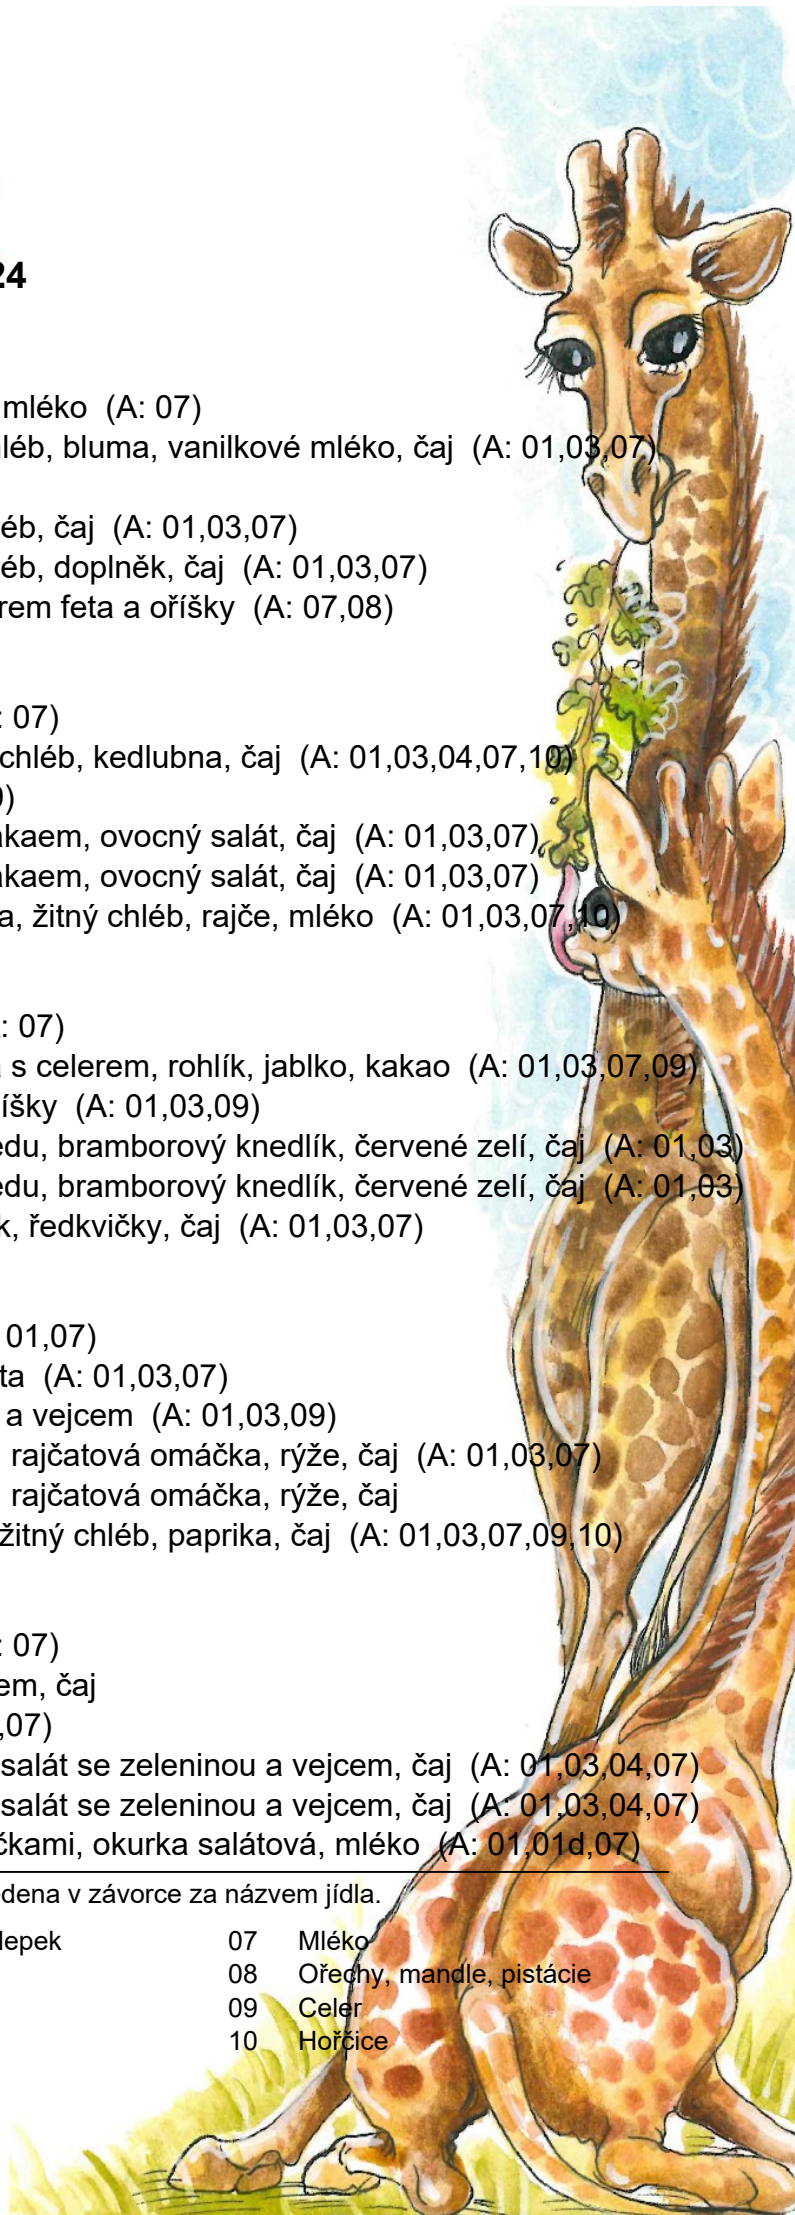 24
mléko (A: 07)
léb, bluma, vanilkové mléko, čaj (A: 01,03,07)
éb, čaj (A: 01,03,07)
éb, doplněk, čaj (A: 01,03,07)
rem feta a oříšky (A: 07,08)
: 07)
chléb, kedlubna, čaj (A: 01,03,04,07,10)
9)
akaem, ovocný salát, čaj (A: 01,03,07)
akaem, ovocný salát, čaj (A: 01,03,07)
a, žitný chléb, rajče, mléko (A: 01,03,07,10)
: 07)
a s celerem, rohlík, jablko, kakao (A: 01,03,07,09)
íšky (A: 01,03,09)
edu, bramborový knedlík, červené zelí, čaj (A: 01,03)
edu, bramborový knedlík, červené zelí, čaj (A: 01,03)
k, ředkvičky, čaj (A: 01,03,07)
01,07)
ta (A: 01,03,07)
a vejcem (A: 01,03,09)
rajčatová omáčka, rýže, čaj (A: 01,03,07)
rajčatová omáčka, rýže, čaj
žitný chléb, paprika, čaj (A: 01,03,07,09,10)
: 07)
em, čaj
,07)
salát se zeleninou a vejcem, čaj (A: 01,03,04,07)
salát se zeleninou a vejcem, čaj (A: 01,03,04,07)
čkami, okurka salátová, mléko (A: 01,01d,07)
edena v závorce za názvem jídla.
lepek 07 Mléko
08 Ořechy, mandle, pistácie
09 Celer
10 Hořčice